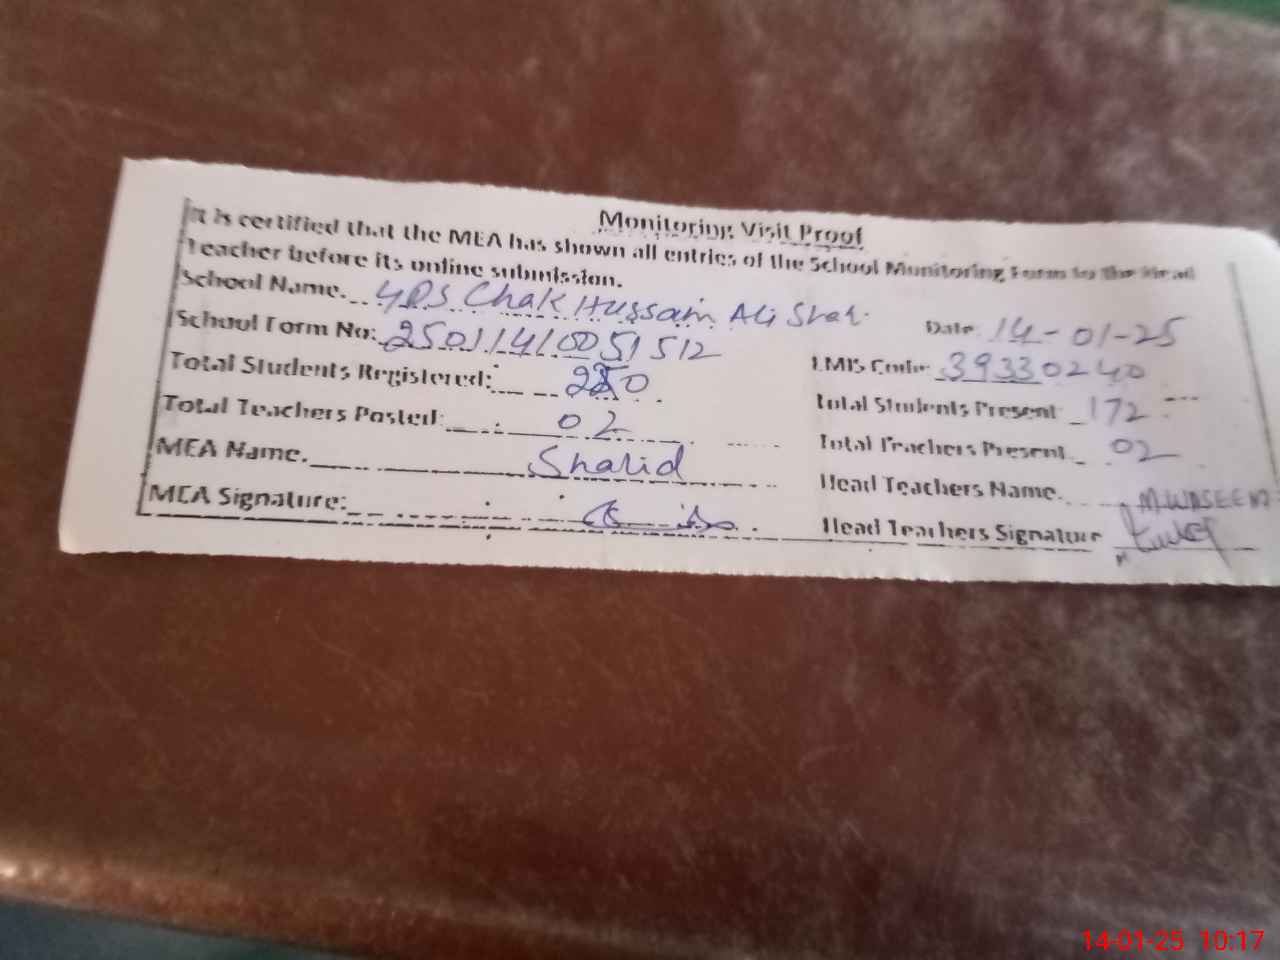 Monitoring Visit Proof
It is certified that the MEA has shown all entries of the School Monitoring Form to the Head
Teacher before its online submission.
School Name. GPS Chak Hussain Ali Shah.
Date 14-01-25
School Form No: 25011410051512
EMIS Code: 39330240
Total Students Registered: 280
Total Students Present 172
Total Teachers Posted: 02
Total Teachers Present 02
MEA Name. Shahid
Head Teachers Name. M.WASEEM
MEA Signature:
Head Teachers Signature
14-01-25 10:17